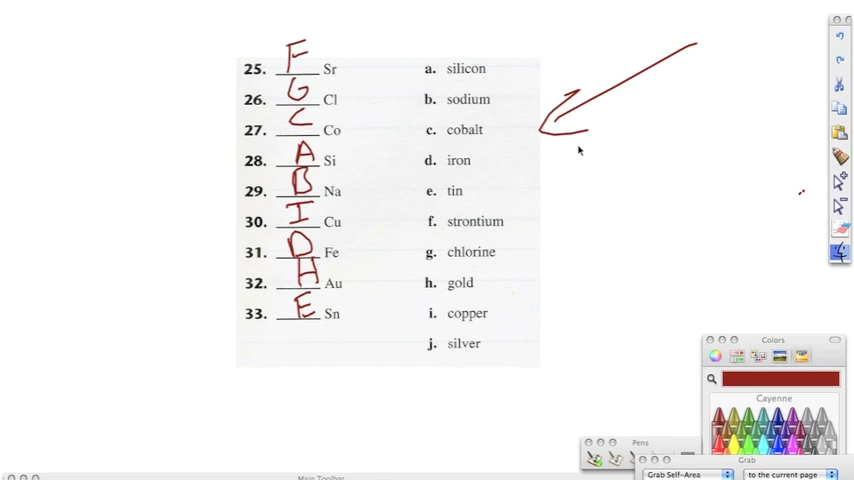 25. F Sr a. silicon
26. G Cl b. sodium
27. C Co c. cobalt
28. A Si d. iron
29. B Na e. tin
30. I Cu f. strontium
31. D Fe g. chlorine
32. H Au h. gold
33. E Sn i. copper
j. silver
Colors
Cayenne
Pens
Grab
Grab Self-Area to the current page
Main Toolbar